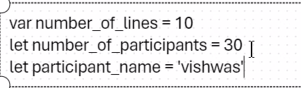 var number_of_lines = 10
let number_of_participants = 30
let participant_name = 'vishwas'